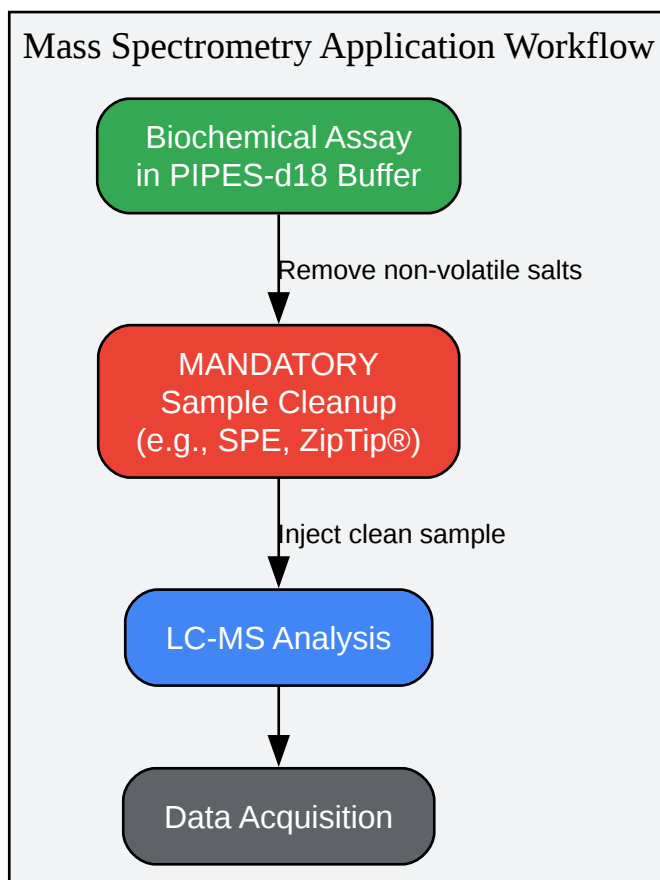 Mass Spectrometry Application Workflow
Biochemical Assay
in PIPES-d18 Buffer
Remove non-volatile salts
MANDATORY
Sample Cleanup
(e.g., SPE, ZipTip®)
Inject clean sample
LC-MS Analysis
Data Acquisition